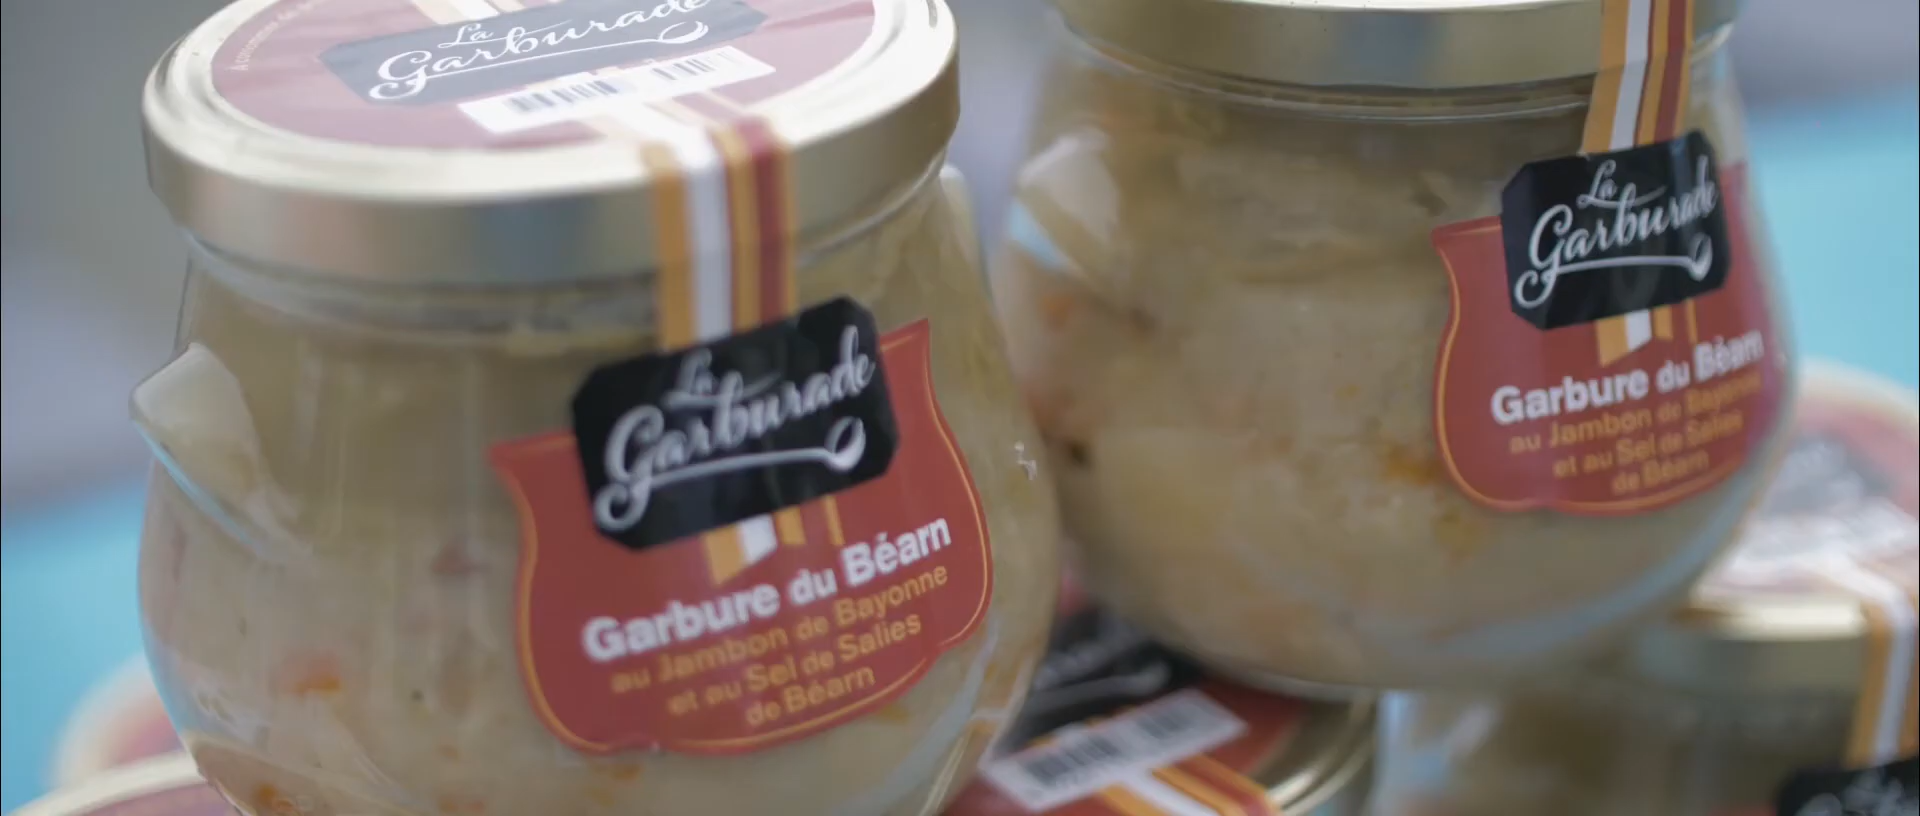 La
Garburade
La
Garburade
Garbure du Béarn
au Jambon de Bayonne
et au Sel de Salies
de Béarn
La
Garburade
Garbure du Béarn
au Jambon de Bayonne
et au Sel de Salies
de Béarn